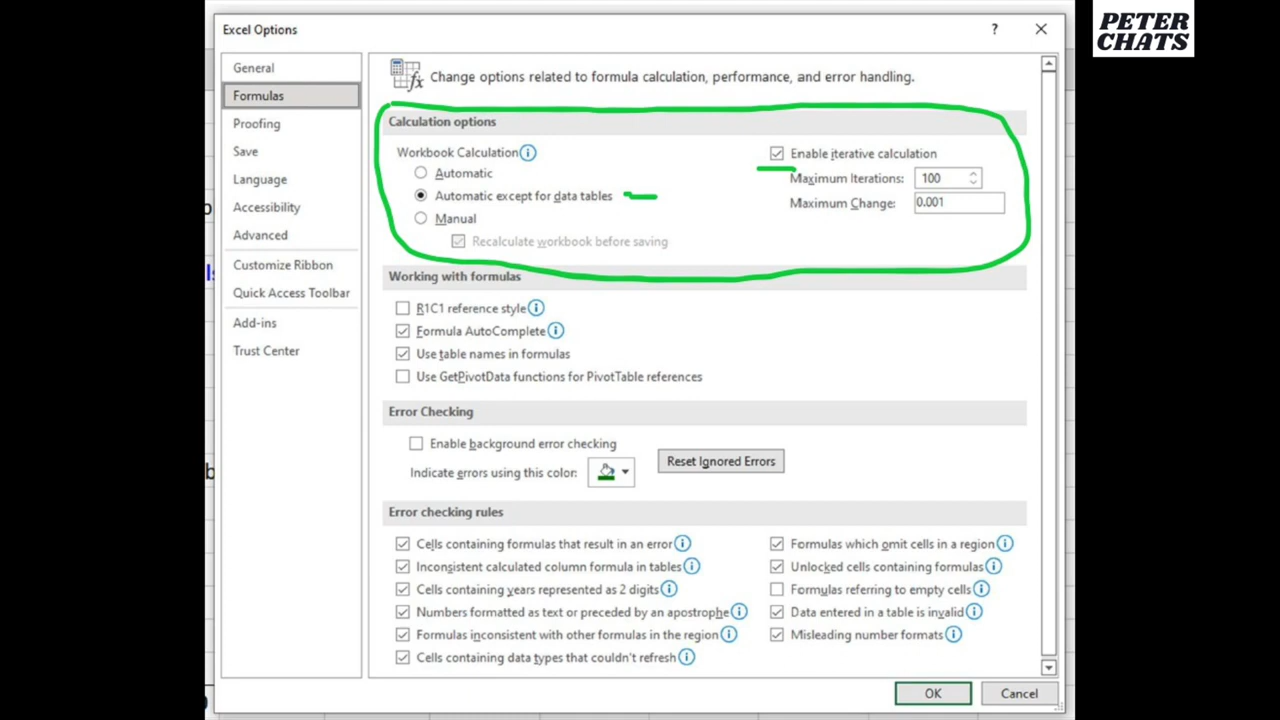 PETER
CHATS
Excel Options
?
General
Formulas
Proofing
Save
Language
Accessibility
Advanced
Customize Ribbon
Quick Access Toolbar
Add-ins
Trust Center
fx Change options related to formula calculation, performance, and error handling.
Calculation options
Workbook Calculation
Automatic
Automatic except for data tables
Manual
Recalculate workbook before saving
Enable iterative calculation
Maximum Iterations: 100
Maximum Change: 0.001
Working with formulas
R1C1 reference style
Formula AutoComplete
Use table names in formulas
Use GetPivotData functions for PivotTable references
Error Checking
Enable background error checking
Indicate errors using this color:
Reset Ignored Errors
Error checking rules
Cells containing formulas that result in an error
Inconsistent calculated column formula in tables
Cells containing years represented as 2 digits
Numbers formatted as text or preceded by an apostrophe
Formulas inconsistent with other formulas in the region
Cells containing data types that couldn't refresh
Formulas which omit cells in a region
Unlocked cells containing formulas
Formulas referring to empty cells
Data entered in a table is invalid
Misleading number formats
OK
Cancel